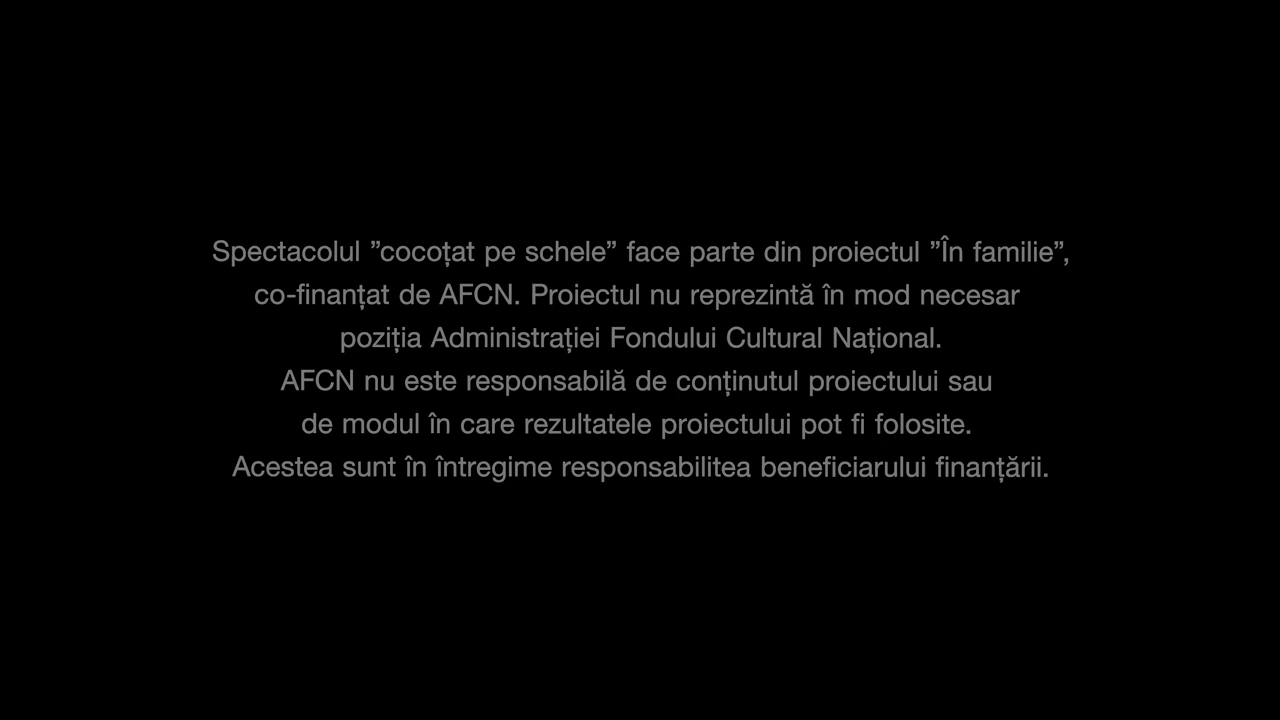 Spectacolul ”cocoțat pe schele” face parte din proiectul ”În familie”,
co-finanțat de AFCN. Proiectul nu reprezintă în mod necesar
poziția Administrației Fondului Cultural Național.
AFCN nu este responsabilă de conținutul proiectului sau
de modul în care rezultatele proiectului pot fi folosite.
Acestea sunt în întregime responsabilitea beneficiarului finanțării.